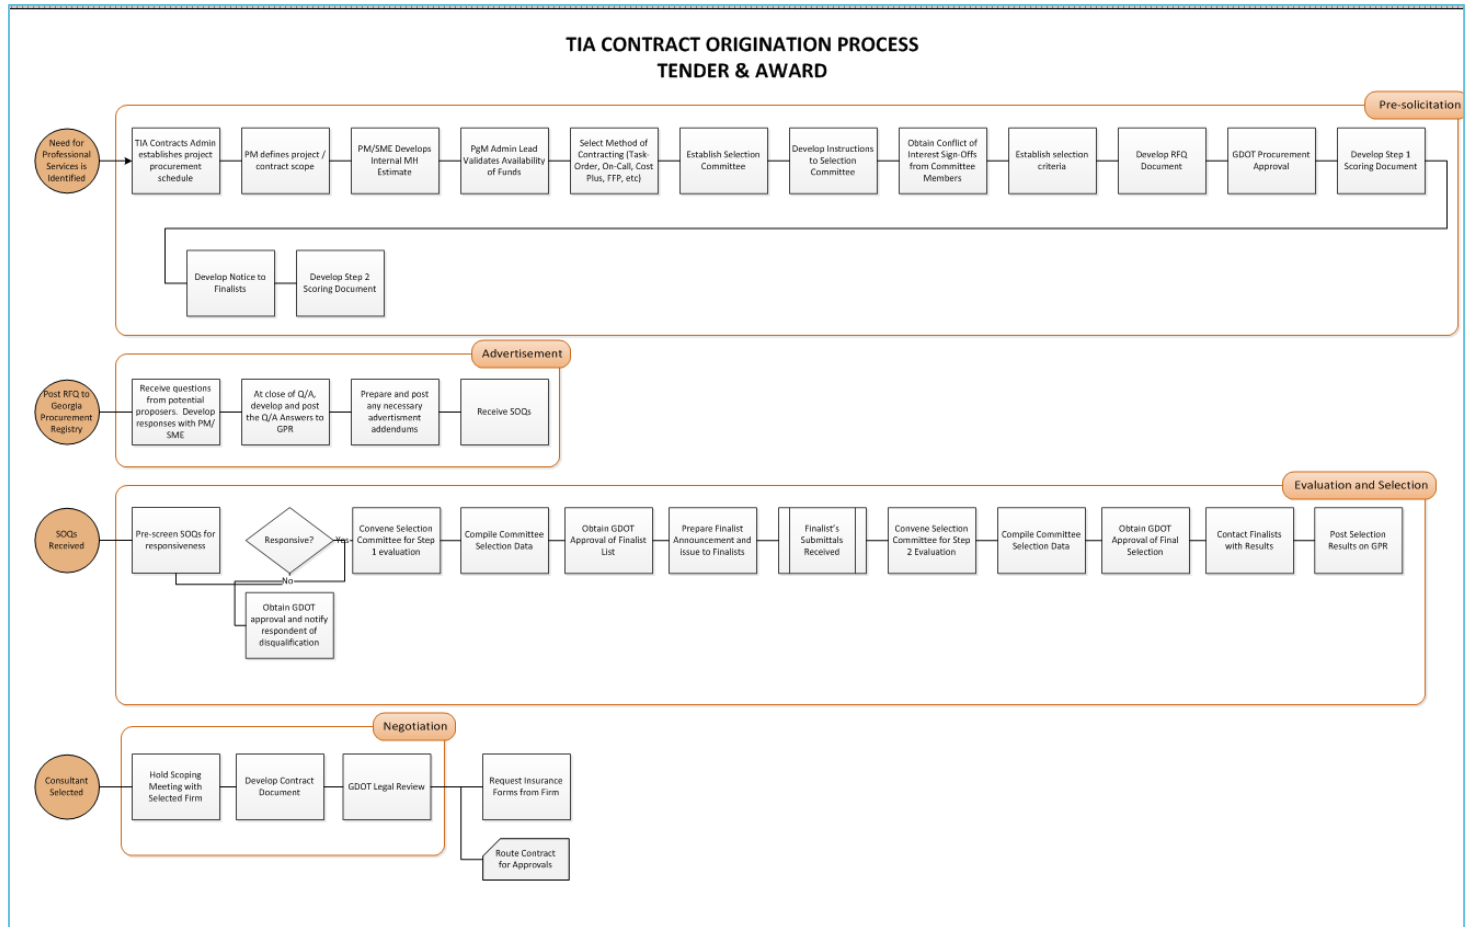 TIA CONTRACT ORIGINATION PROCESS
TENDER & AWARD
Pre-solicitation
Need for
Professional
Services is
Identified
TIA Contracts Admin
establishes project
procurement
schedule
PM defines project /
contract scope
PM/SME Develops
Internal MH
Estimate
PgM Admin Lead
Validates Availability
of Funds
Select Method of
Contracting (Task-
Order, On-Call, Cost
Plus, FFP, etc)
Establish Selection
Committee
Develop Instructions
to Selection
Committee
Obtain Conflict of
Interest Sign-Offs
from Committee
Members
Establish selection
criteria
Develop RFQ
Document
GDOT Procurement
Approval
Develop Step 1
Scoring Document
Develop Notice to
Finalists
Develop Step 2
Scoring Document
Advertisement
Post RFQ to
Georgia
Procurement
Registry
Receive questions
from potential
proposers.  Develop
responses with PM/
SME
At close of Q/A,
develop and post
the Q/A Answers to
GPR
Prepare and post
any necessary
advertisment
addendums
Receive SOQs
Evaluation and Selection
SOQs
Received
Pre-screen SOQs for
responsiveness
Responsive?
Yes
No
Obtain GDOT
approval and notify
respondent of
disqualification
Convene Selection
Committee for Step
1 evaluation
Compile Committee
Selection Data
Obtain GDOT
Approval of Finalist
List
Prepare Finalist
Announcement and
issue to Finalists
Finalist's
Submittals
Received
Convene Selection
Committee for Step
2 Evaluation
Compile Committee
Selection Data
Obtain GDOT
Approval of Final
Selection
Contact Finalists
with Results
Post Selection
Results on GPR
Negotiation
Consultant
Selected
Hold Scoping
Meeting with
Selected Firm
Develop Contract
Document
GDOT Legal Review
Request Insurance
Forms from Firm
Route Contract
for Approvals